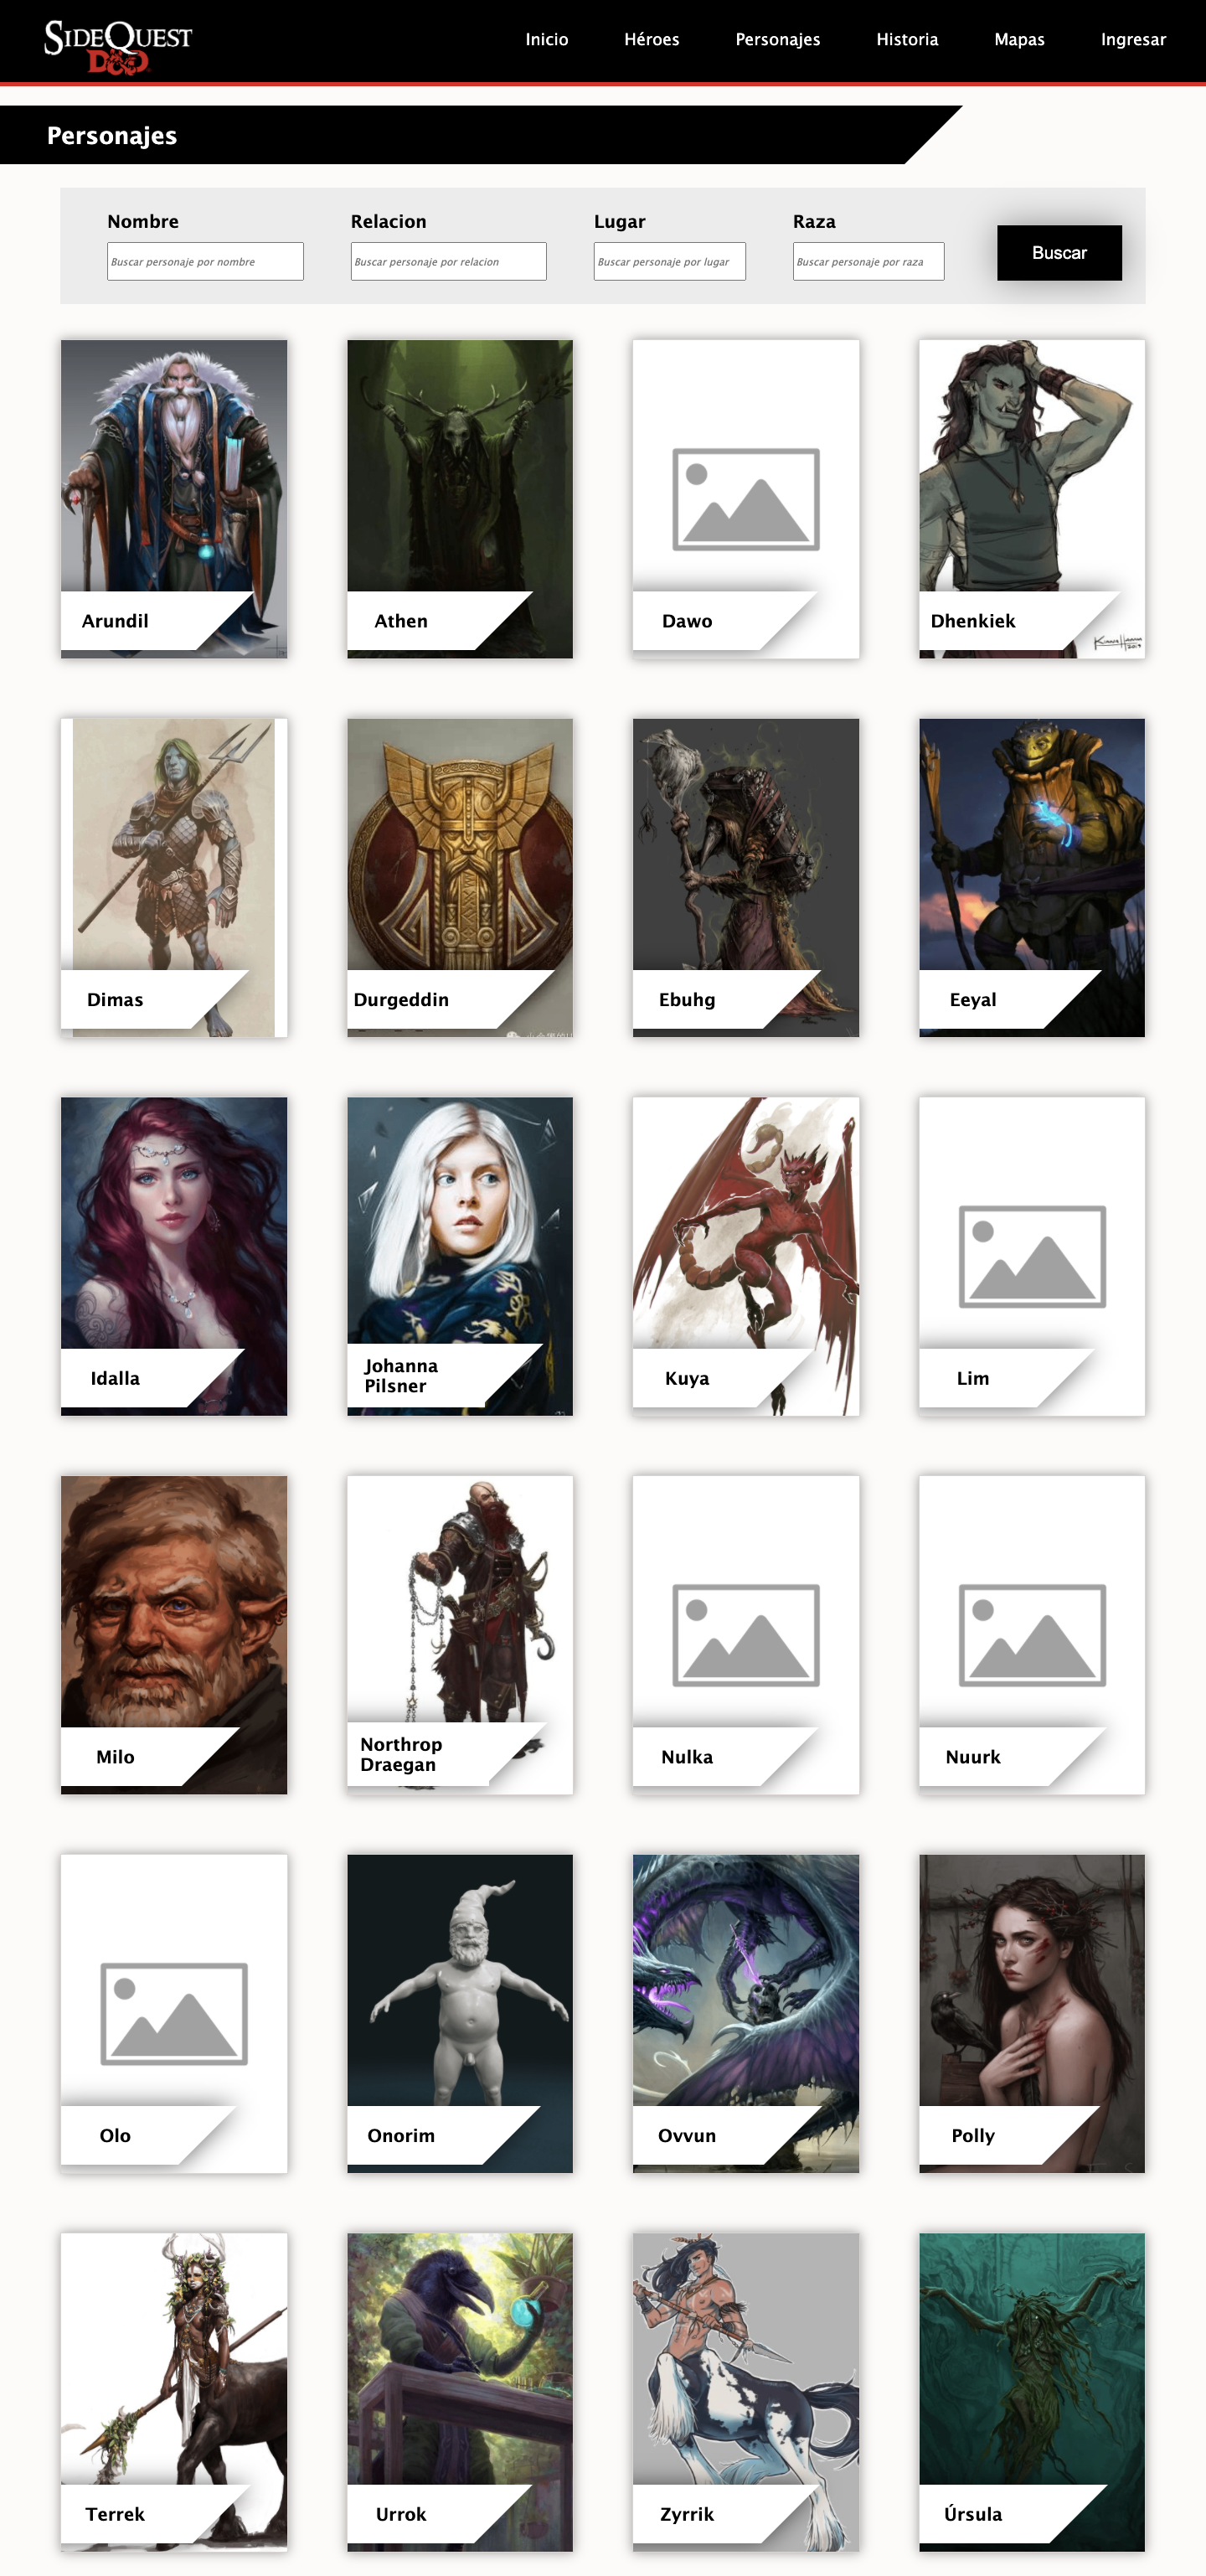 SIDEQUEST
D&D
Inicio
Héroes
Personajes
Historia
Mapas
Ingresar
Personajes
Nombre
Relacion
Lugar
Raza
Buscar personaje por nombre
Buscar personaje por relacion
Buscar personaje por lugar
Buscar personaje por raza
Buscar
Arundil
Athen
Dawo
Dhenkiek
2019
Dimas
Durgeddin
Ebuhg
Eeyal
Idalla
Johanna
Pilsner
Kuya
Lim
Milo
Northrop
Draegan
Nulka
Nuurk
Olo
Onorim
Ovvun
Polly
Terrek
Urrok
Zyrrik
Úrsula